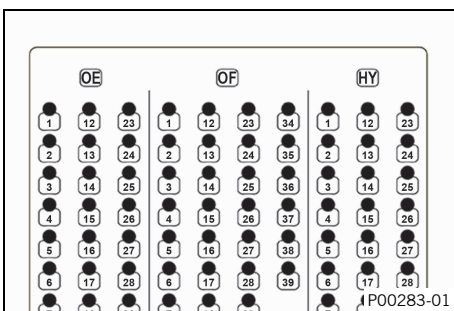 OE OF HY
1 12 23 1 12 23 34 1 12 23
2 13 24 2 13 24 35 2 13 24
3 14 25 3 14 25 36 3 14 25
4 15 26 4 15 26 37 4 15 26
5 16 27 5 16 27 38 5 16 27
6 17 28 6 17 28 39 6 17 28
P00283-01